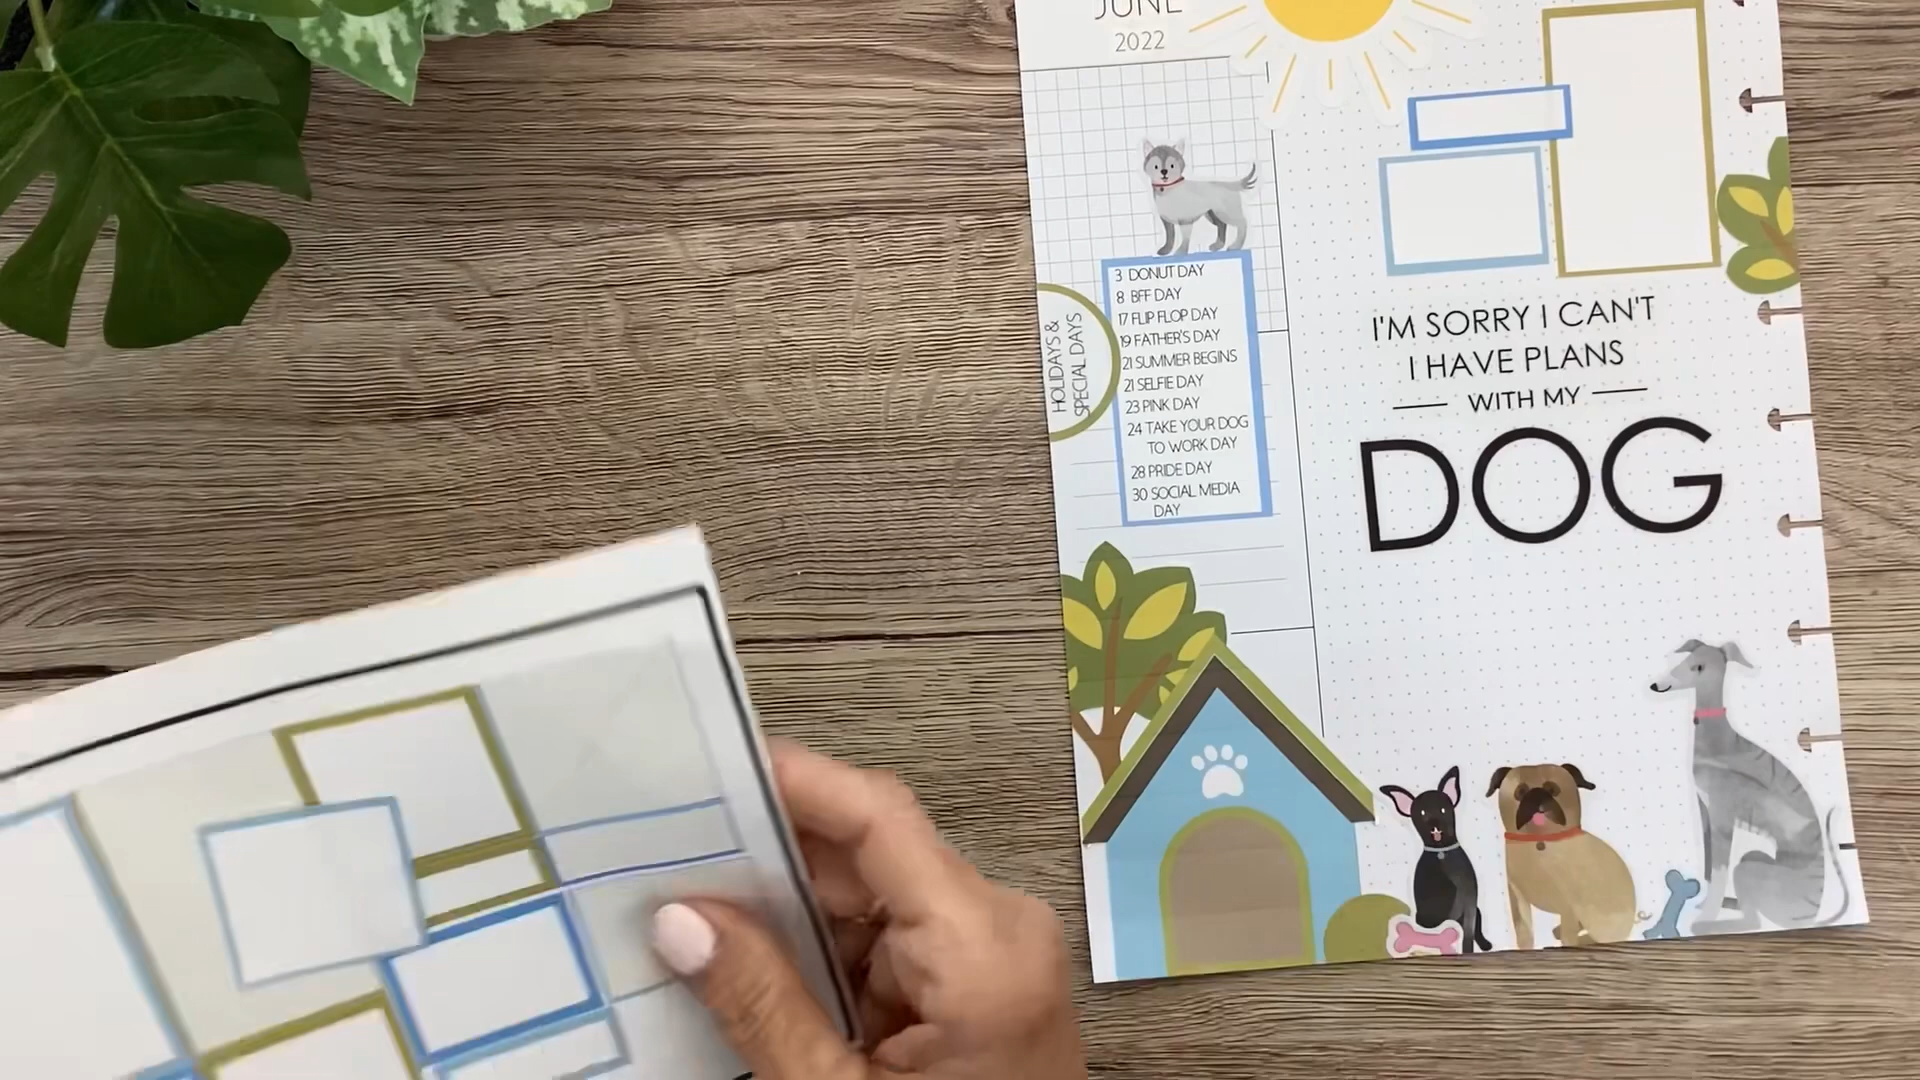 JUNE
2022
3 DONUT DAY
8 BFF DAY
17 FLIP FLOP DAY
19 FATHER'S DAY
21 SUMMER BEGINS
21 SELFIE DAY
23 PINK DAY
24 TAKE YOUR DOG
TO WORK DAY
28 PRIDE DAY
30 SOCIAL MEDIA
DAY
HOLIDAYS &
SPECIAL DAYS
I'M SORRY I CAN'T
I HAVE PLANS
WITH MY
DOG